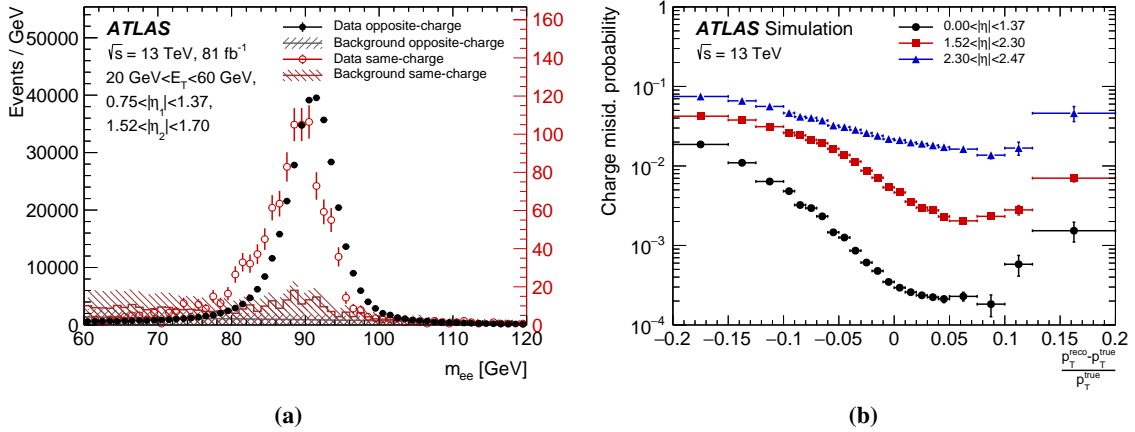 ATLAS
√s = 13 TeV, 81 fb⁻¹
20 GeV<E_T<60 GeV,
0.75<|η₁|<1.37,
1.52<|η₂|<1.70
Data opposite-charge
Background opposite-charge
Data same-charge
Background same-charge
Events / GeV
50000
40000
30000
20000
10000
0
160
140
120
100
80
60
40
20
0
60 70 80 90 100 110 120
m_ee [GeV]
(a)
ATLAS Simulation
√s = 13 TeV
0.00<|η|<1.37
1.52<|η|<2.30
2.30<|η|<2.47
Charge misid. probability
1
10⁻¹
10⁻²
10⁻³
10⁻⁴
−0.2 −0.15 −0.1 −0.05 0 0.05 0.1 0.15 0.2
p_T^reco-p_T^true
p_T^true
(b)